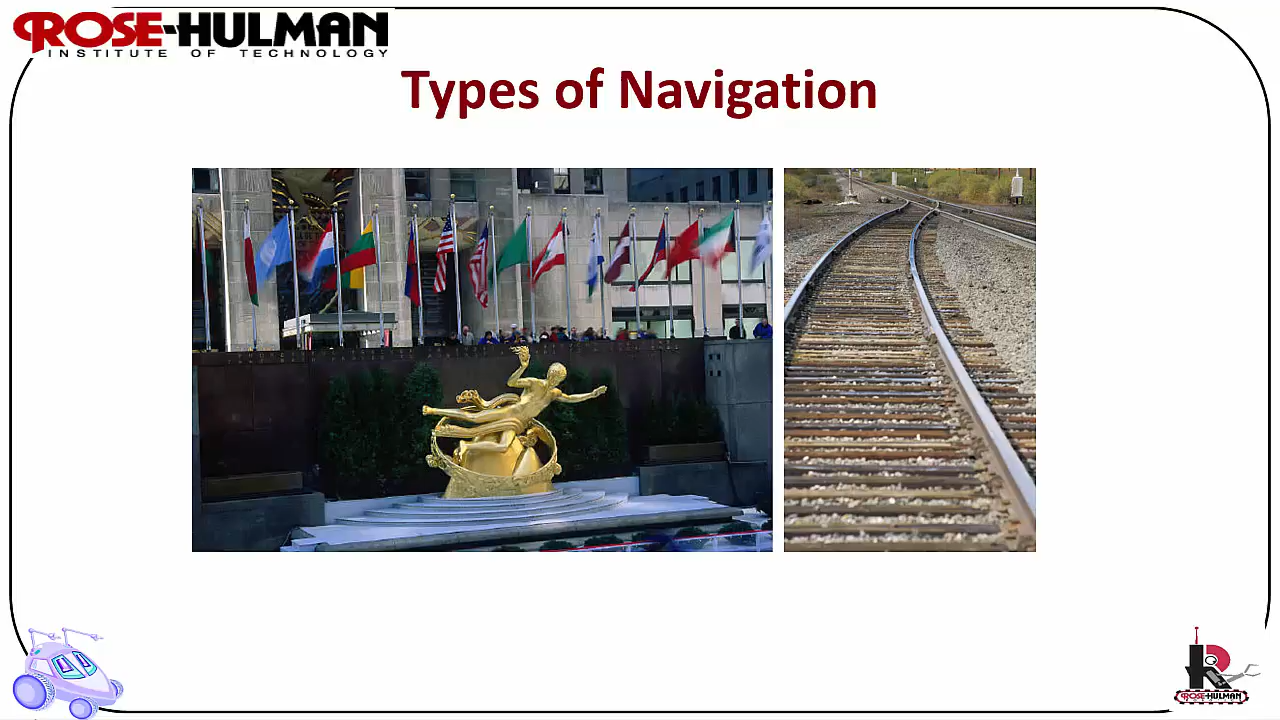 ROSE-HULMAN
INSTITUTE OF TECHNOLOGY
Types of Navigation
ROSE-HULMAN